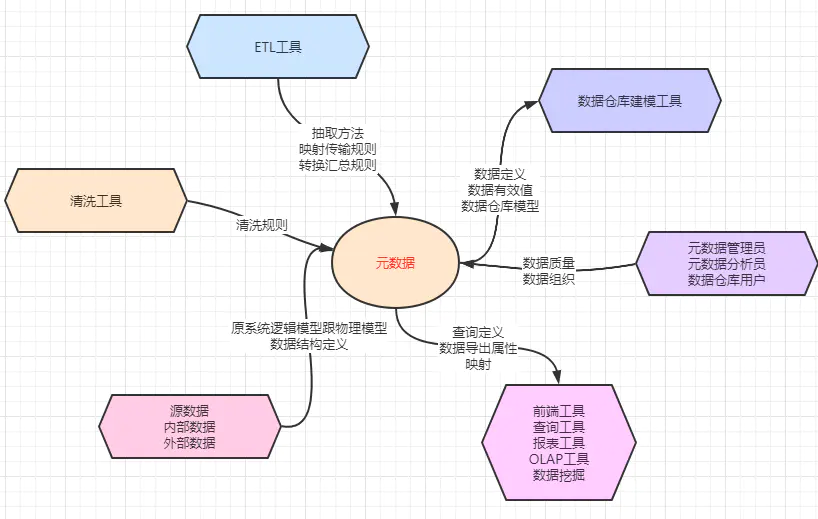 ETL工具
数据仓库建模工具
抽取方法
映射传输规则
转换汇总规则
数据定义
数据有效值
数据仓库模型
清洗工具
清洗规则
元数据
元数据管理员
元数据分析员
数据仓库用户
数据质量
数据组织
原系统逻辑模型跟物理模型
数据结构定义
查询定义
数据导出属性
映射
源数据
内部数据
外部数据
前端工具
查询工具
报表工具
OLAP工具
数据挖掘